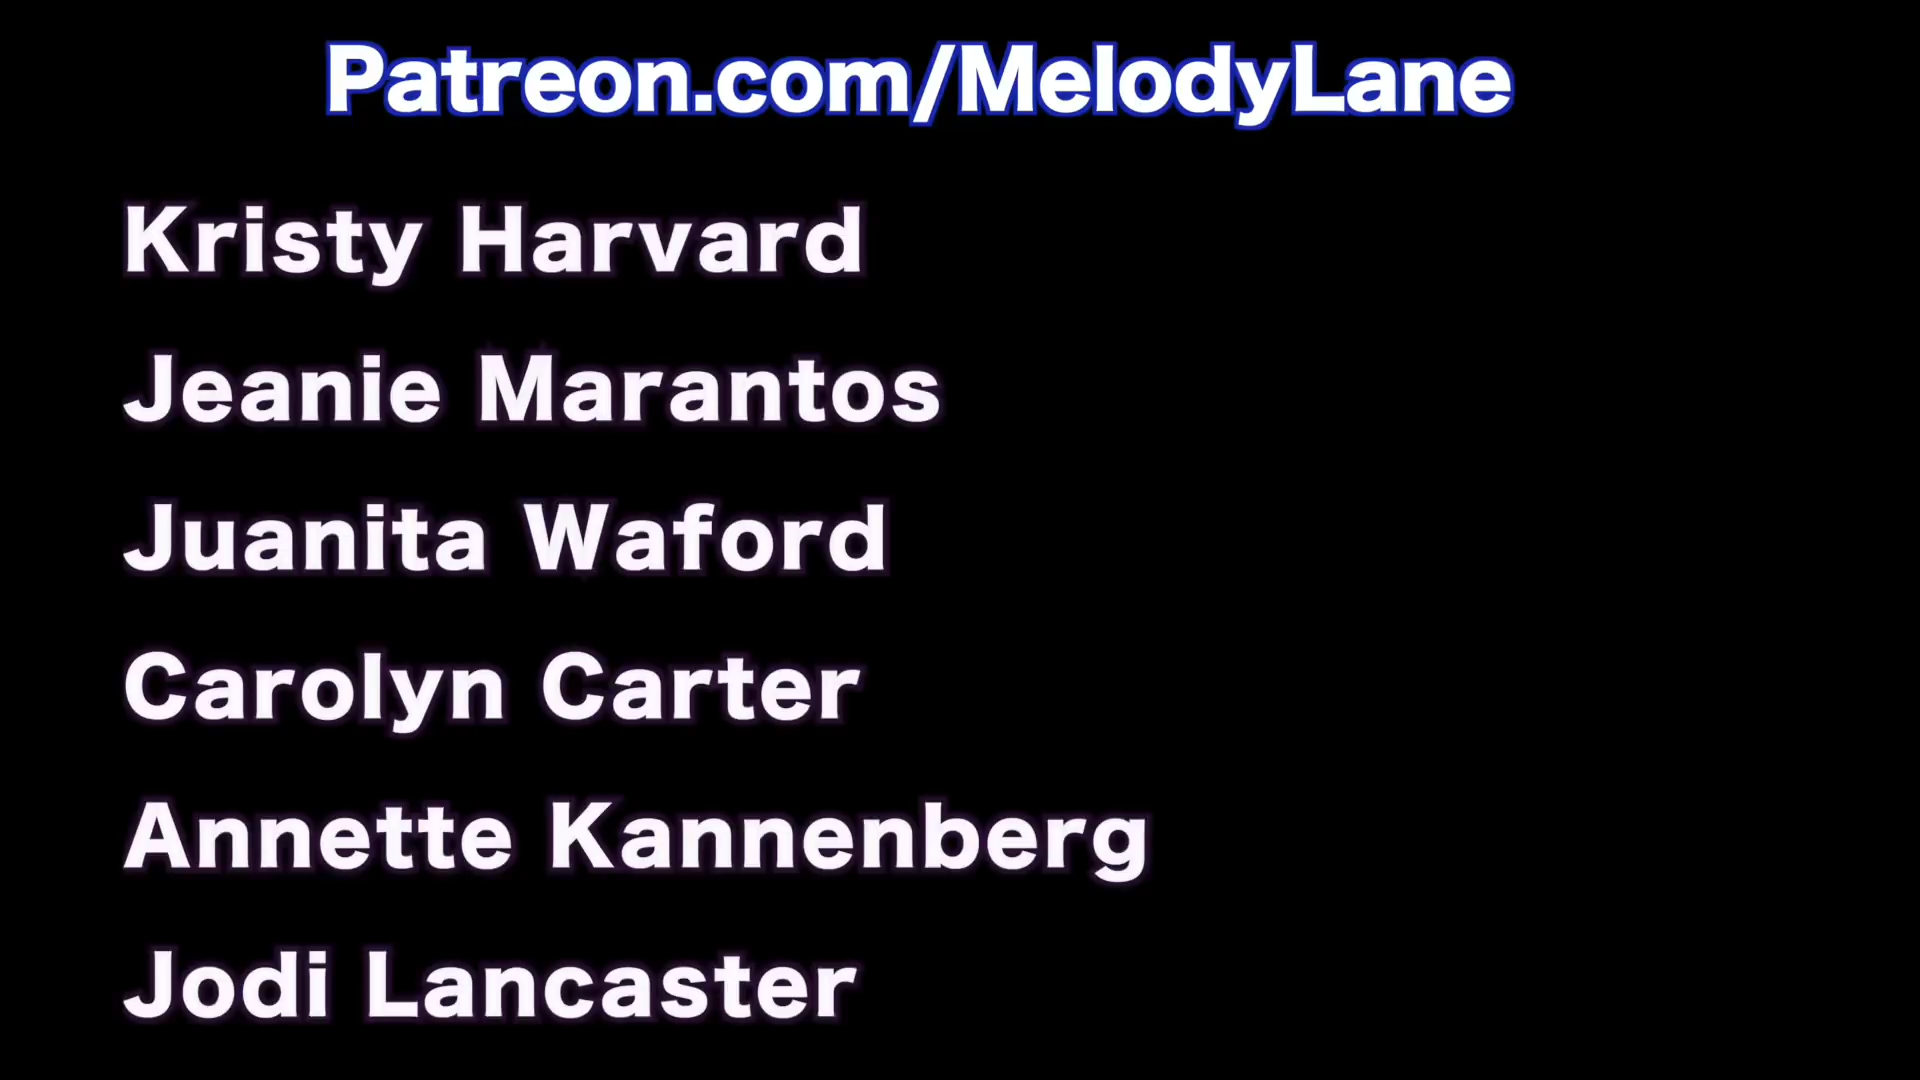 Patreon.com/MelodyLane
Kristy Harvard
Jeanie Marantos
Juanita Waford
Carolyn Carter
Annette Kannenberg
Jodi Lancaster